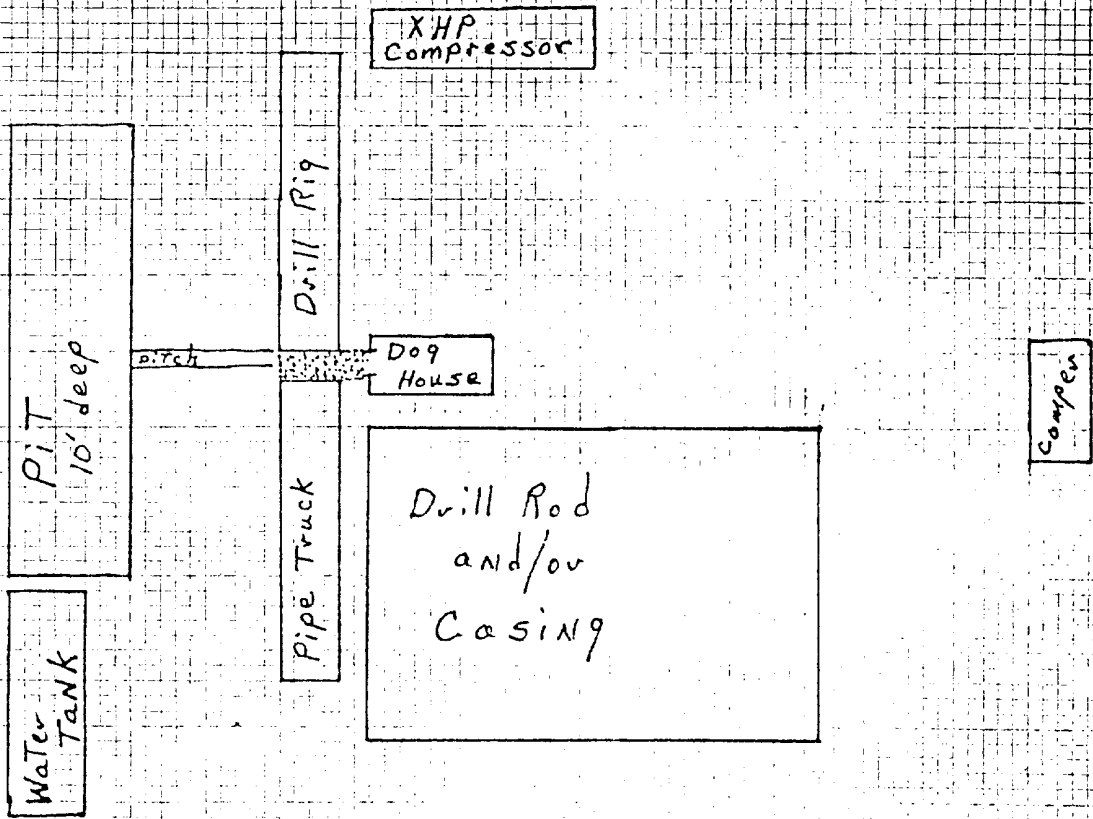 XHP
Compressor
Drill Rig
PiT
10' deep
pitch
Dog
House
Camper
Drill Rod
and/or
Casing
Pipe Truck
Water
Tank